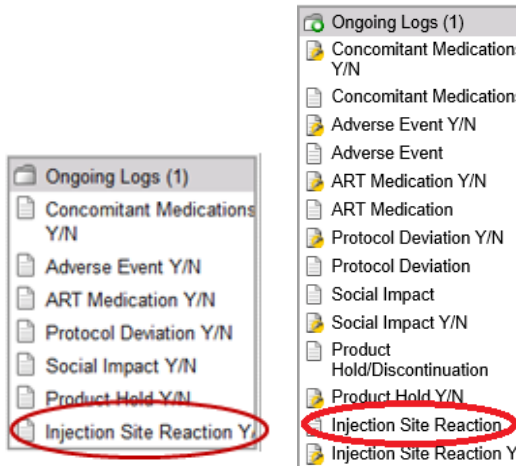 Ongoing Logs (1)
Concomitant Medications
Y/N
Adverse Event Y/N
ART Medication Y/N
Protocol Deviation Y/N
Social Impact Y/N
Product Hold Y/N
Injection Site Reaction Y/
Ongoing Logs (1)
Concomitant Medications
Y/N
Concomitant Medications
Adverse Event Y/N
Adverse Event
ART Medication Y/N
ART Medication
Protocol Deviation Y/N
Protocol Deviation
Social Impact
Social Impact Y/N
Product
Hold/Discontinuation
Product Hold Y/N
Injection Site Reaction
Injection Site Reaction Y